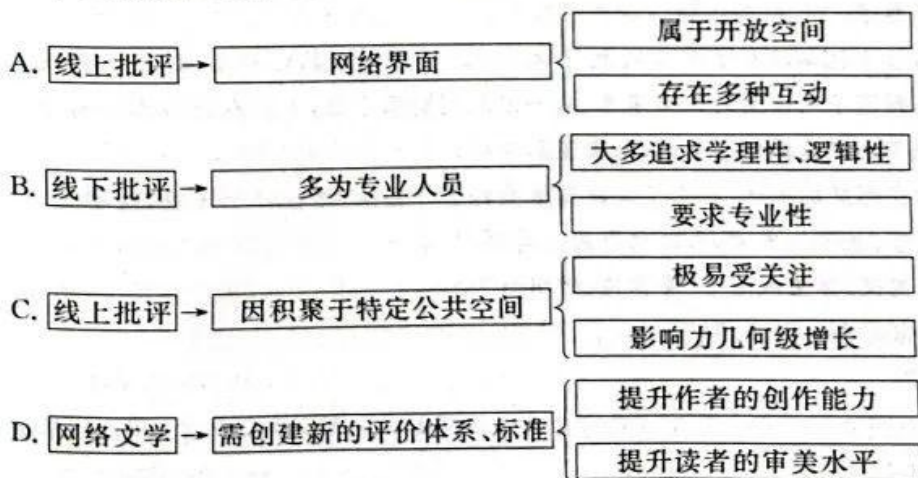 属于开放空间
A. 线上批评 → 网络界面
存在多种互动
大多追求学理性、逻辑性
B. 线下批评 → 多为专业人员
要求专业性
极易受关注
C. 线上批评 → 因积聚于特定公共空间
影响力几何级增长
提升作者的创作能力
D. 网络文学 → 需创建新的评价体系、标准
提升读者的审美水平